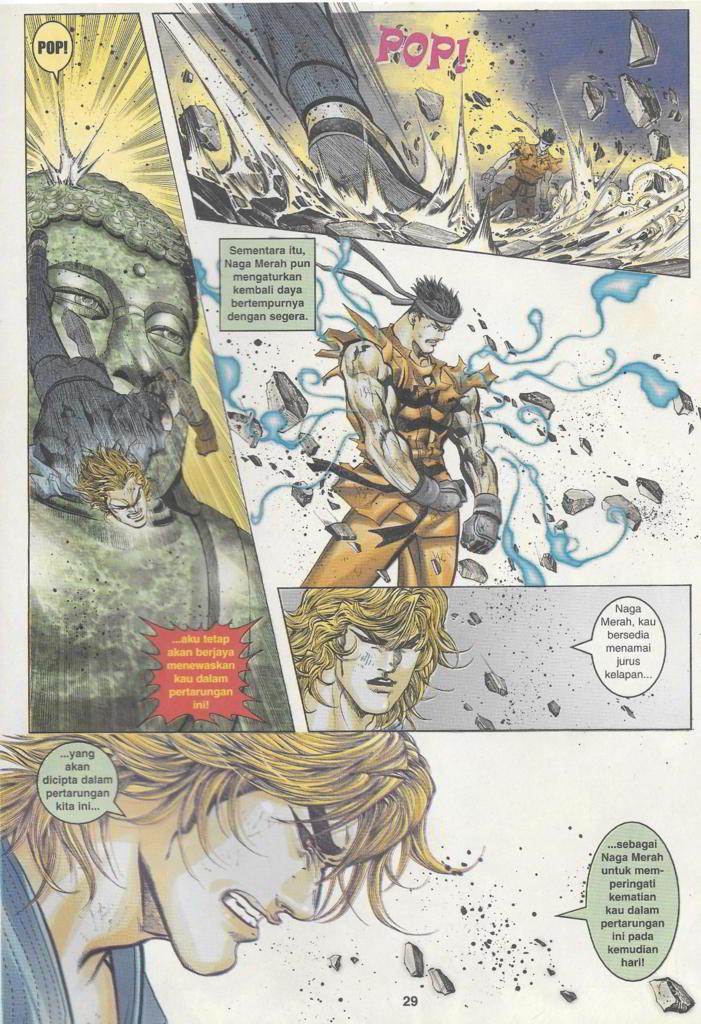 POP!
POP!
...aku tetap
akan berjaya
menewaskan
kau dalam
pertarungan
ini!
Sementara itu,
Naga Merah pun
mengaturkan
kembali daya
bertempurnya
dengan segera.
Naga
Merah, kau
bersedia
menamai
jurus
kelapan...
...yang
akan
dicipta dalam
pertarungan
kita ini...
...sebagai
Naga Merah
untuk mem-
peringati
kematian
kau dalam
pertarungan
ini pada
kemudian
hari!
29